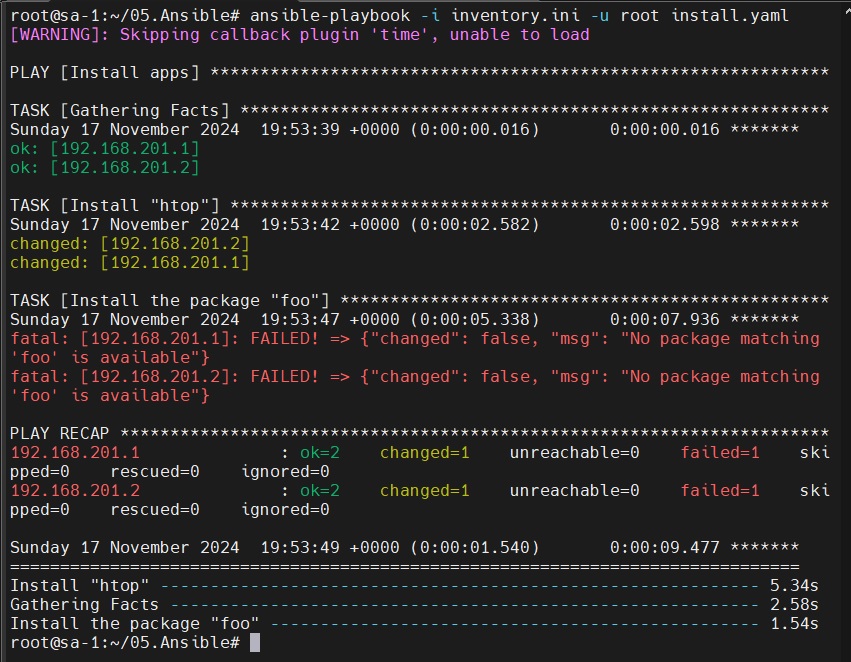 root@sa-1:~/05.Ansible# ansible-playbook -i inventory.ini -u root install.yaml
[WARNING]: Skipping callback plugin 'time', unable to load
PLAY [Install apps] **************************************************************
TASK [Gathering Facts] ***********************************************************
Sunday 17 November 2024  19:53:39 +0000 (0:00:00.016)       0:00:00.016 *******
ok: [192.168.201.1]
ok: [192.168.201.2]
TASK [Install "htop"] ************************************************************
Sunday 17 November 2024  19:53:42 +0000 (0:00:02.582)       0:00:02.598 *******
changed: [192.168.201.2]
changed: [192.168.201.1]
TASK [Install the package "foo"] *************************************************
Sunday 17 November 2024  19:53:47 +0000 (0:00:05.338)       0:00:07.936 *******
fatal: [192.168.201.1]: FAILED! => {"changed": false, "msg": "No package matching
'foo' is available"}
fatal: [192.168.201.2]: FAILED! => {"changed": false, "msg": "No package matching
'foo' is available"}
PLAY RECAP ***********************************************************************
192.168.201.1              : ok=2    changed=1    unreachable=0    failed=1    ski
pped=0    rescued=0    ignored=0
192.168.201.2              : ok=2    changed=1    unreachable=0    failed=1    ski
pped=0    rescued=0    ignored=0
Sunday 17 November 2024  19:53:49 +0000 (0:00:01.540)       0:00:09.477 *******
===============================================================================
Install "htop" ------------------------------------------------------------ 5.34s
Gathering Facts ----------------------------------------------------------- 2.58s
Install the package "foo" ------------------------------------------------- 1.54s
root@sa-1:~/05.Ansible#